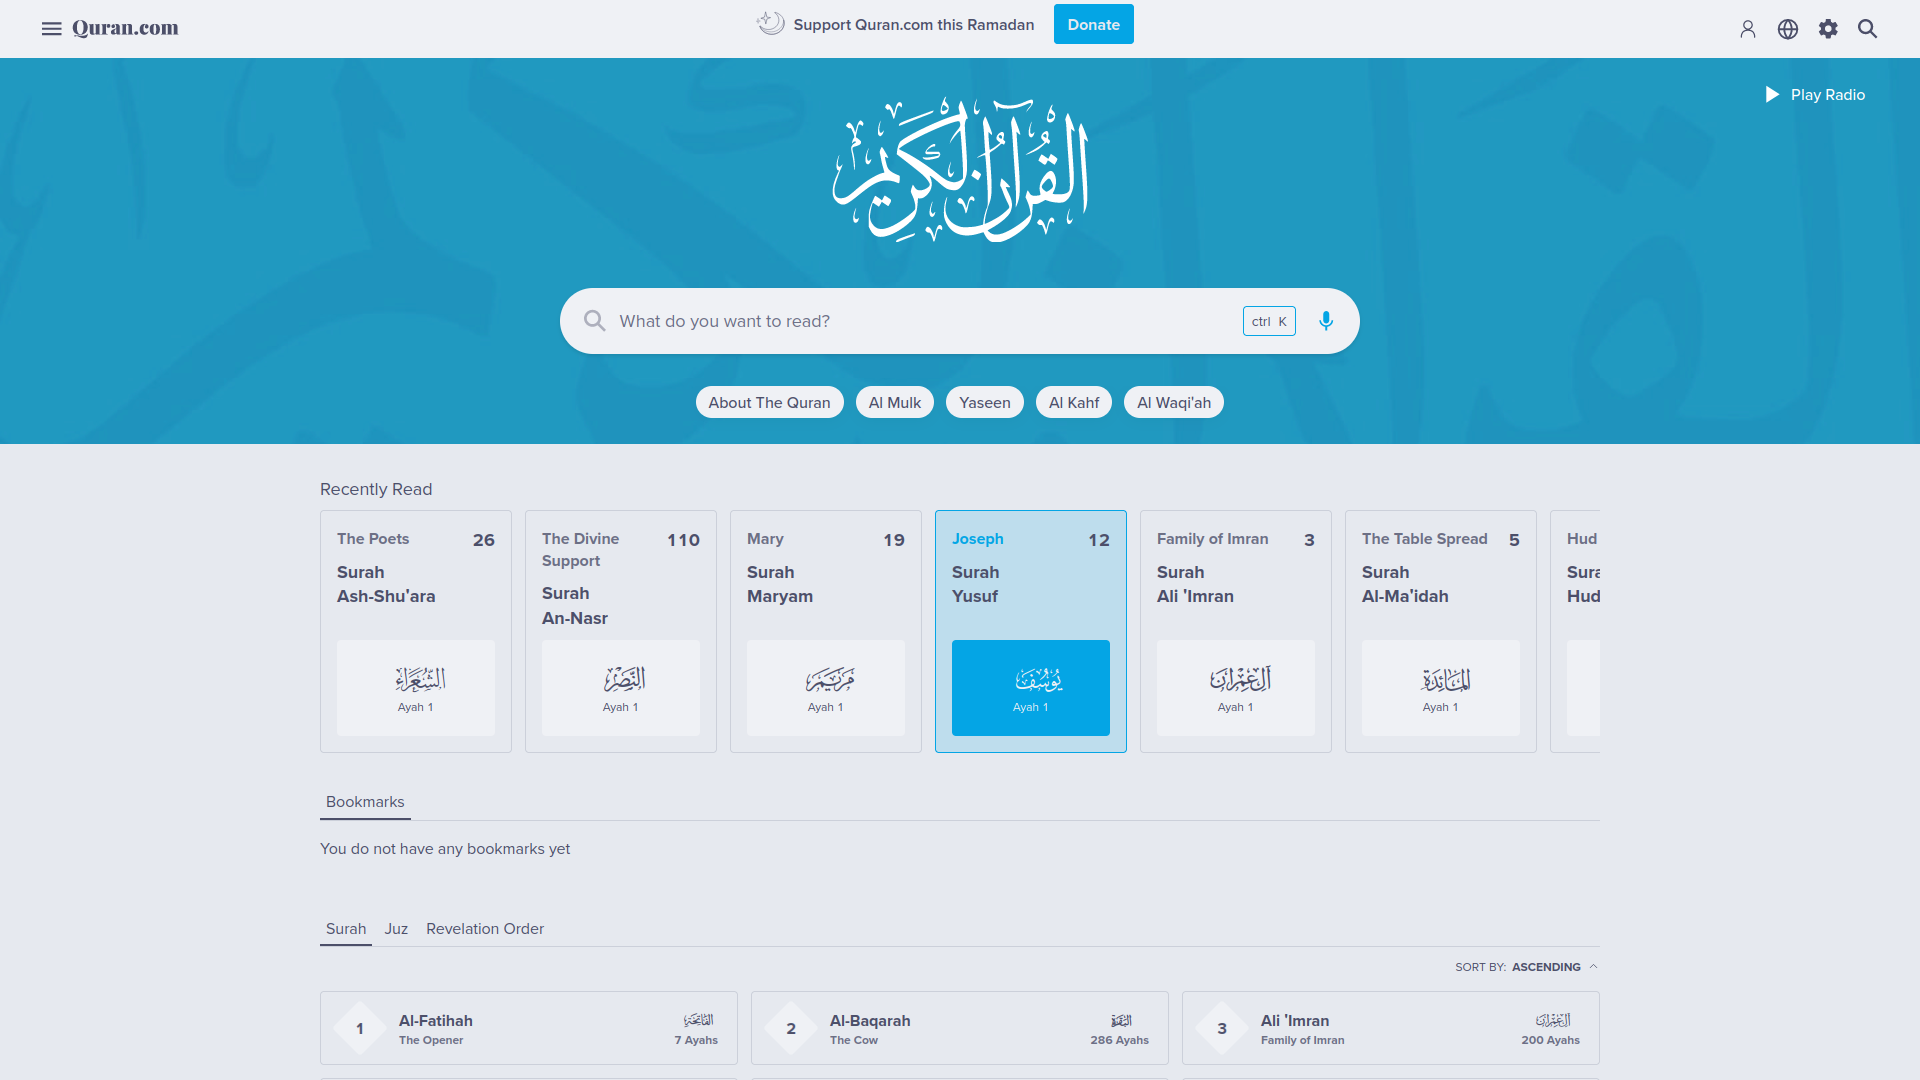 Quran.com
Support Quran.com this Ramadan
Donate
Play Radio
القرآن الكريم
What do you want to read?
ctrl K
About The Quran
Al Mulk
Yaseen
Al Kahf
Al Waqi'ah
Recently Read
The Poets 26
Surah
Ash-Shu'ara
الشعراء
Ayah 1
The Divine 110
Support
Surah
An-Nasr
النصر
Ayah 1
Mary 19
Surah
Maryam
مريم
Ayah 1
Joseph 12
Surah
Yusuf
يوسف
Ayah 1
Family of Imran 3
Surah
Ali 'Imran
آل عمران
Ayah 1
The Table Spread 5
Surah
Al-Ma'idah
المائدة
Ayah 1
Hud
Sura
Hud
Bookmarks
You do not have any bookmarks yet
Surah Juz Revelation Order
SORT BY: ASCENDING
1 Al-Fatihah الفاتحة
The Opener 7 Ayahs
2 Al-Baqarah البقرة
The Cow 286 Ayahs
3 Ali 'Imran آل عمران
Family of Imran 200 Ayahs